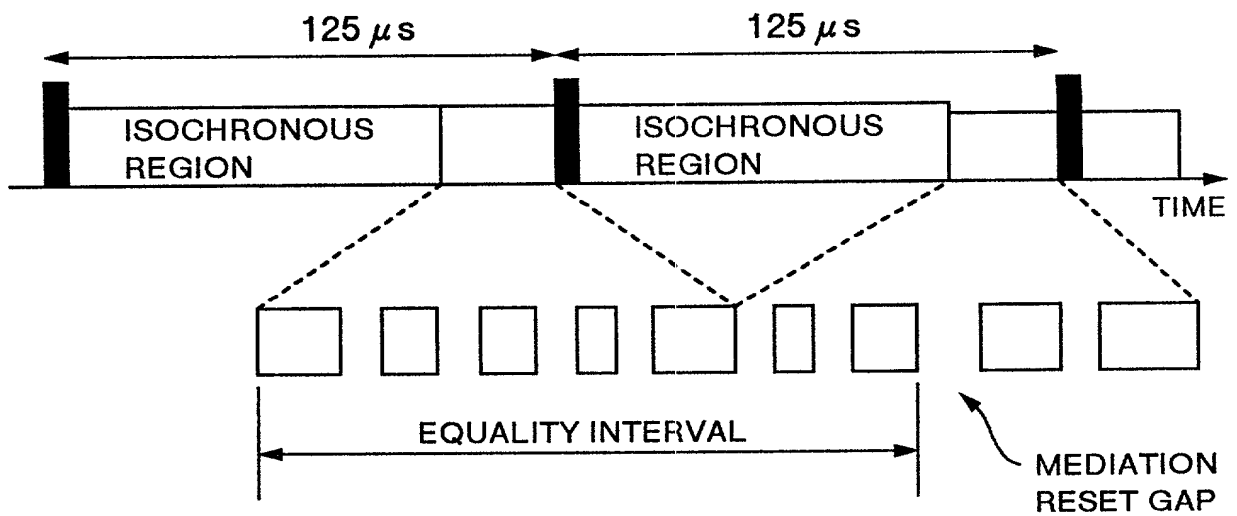 125 μs
125 μs
ISOCHRONOUS
REGION
ISOCHRONOUS
REGION
TIME
EQUALITY INTERVAL
MEDIATION
RESET GAP